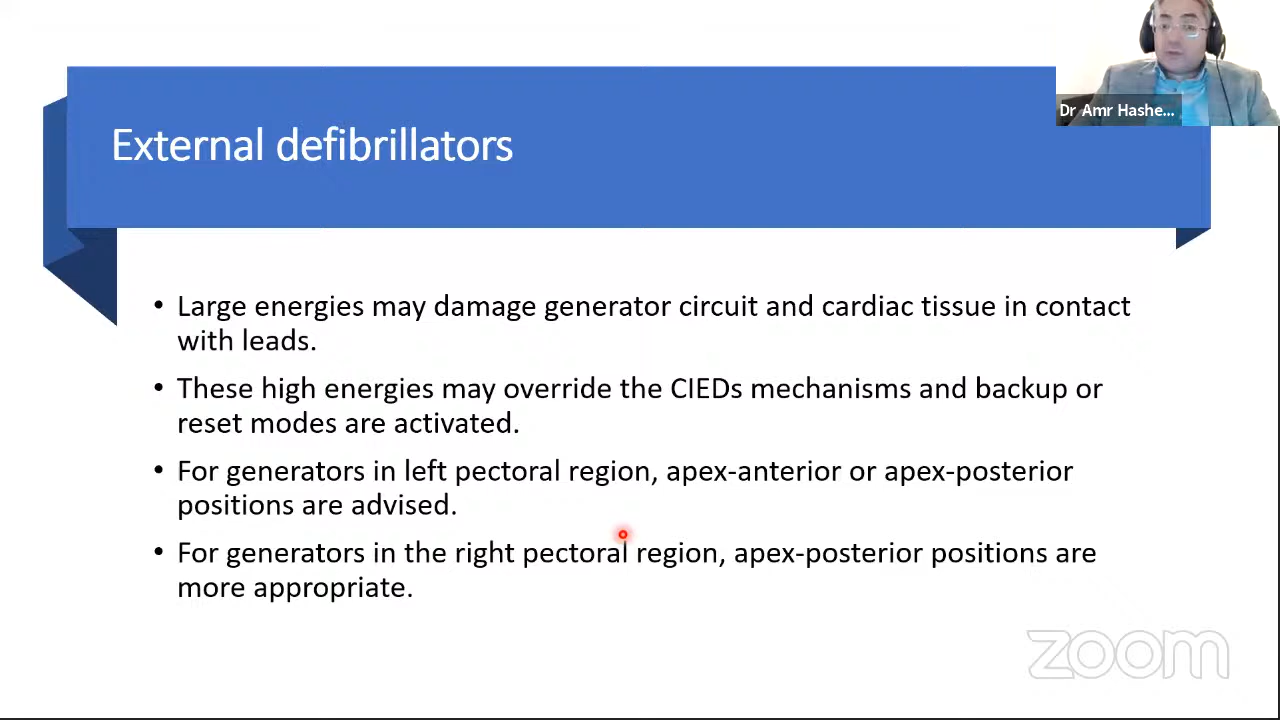 Dr Amr Hashe...
External defibrillators
• Large energies may damage generator circuit and cardiac tissue in contact
with leads.
• These high energies may override the CIEDs mechanisms and backup or
reset modes are activated.
• For generators in left pectoral region, apex-anterior or apex-posterior
positions are advised.
• For generators in the right pectoral region, apex-posterior positions are
more appropriate.
zoom